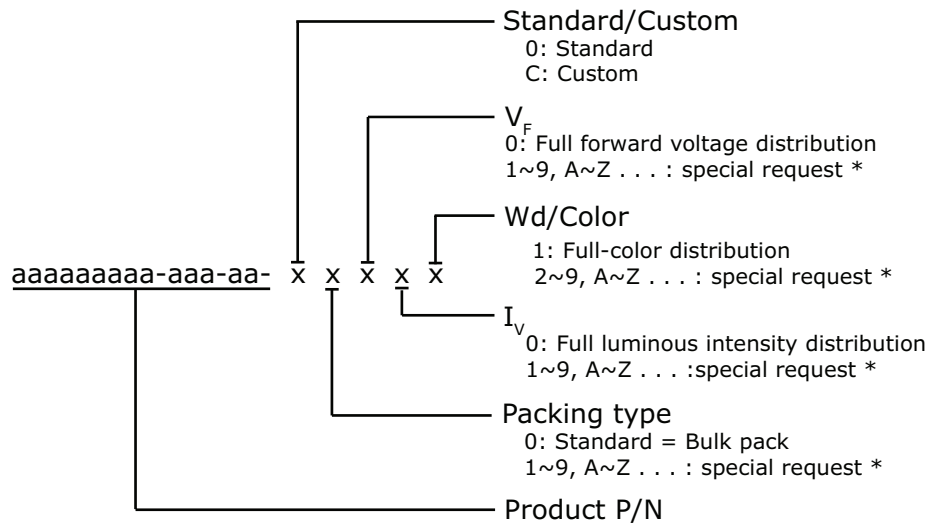 Standard/Custom
0: Standard
C: Custom
VF
0: Full forward voltage distribution
1~9, A~Z . . . : special request *
Wd/Color
1: Full-color distribution
2~9, A~Z . . . : special request *
aaaaaaaaa-aaa-aa- x x x x x
IV
0: Full luminous intensity distribution
1~9, A~Z . . . :special request *
Packing type
0: Standard = Bulk pack
1~9, A~Z . . . : special request *
Product P/N